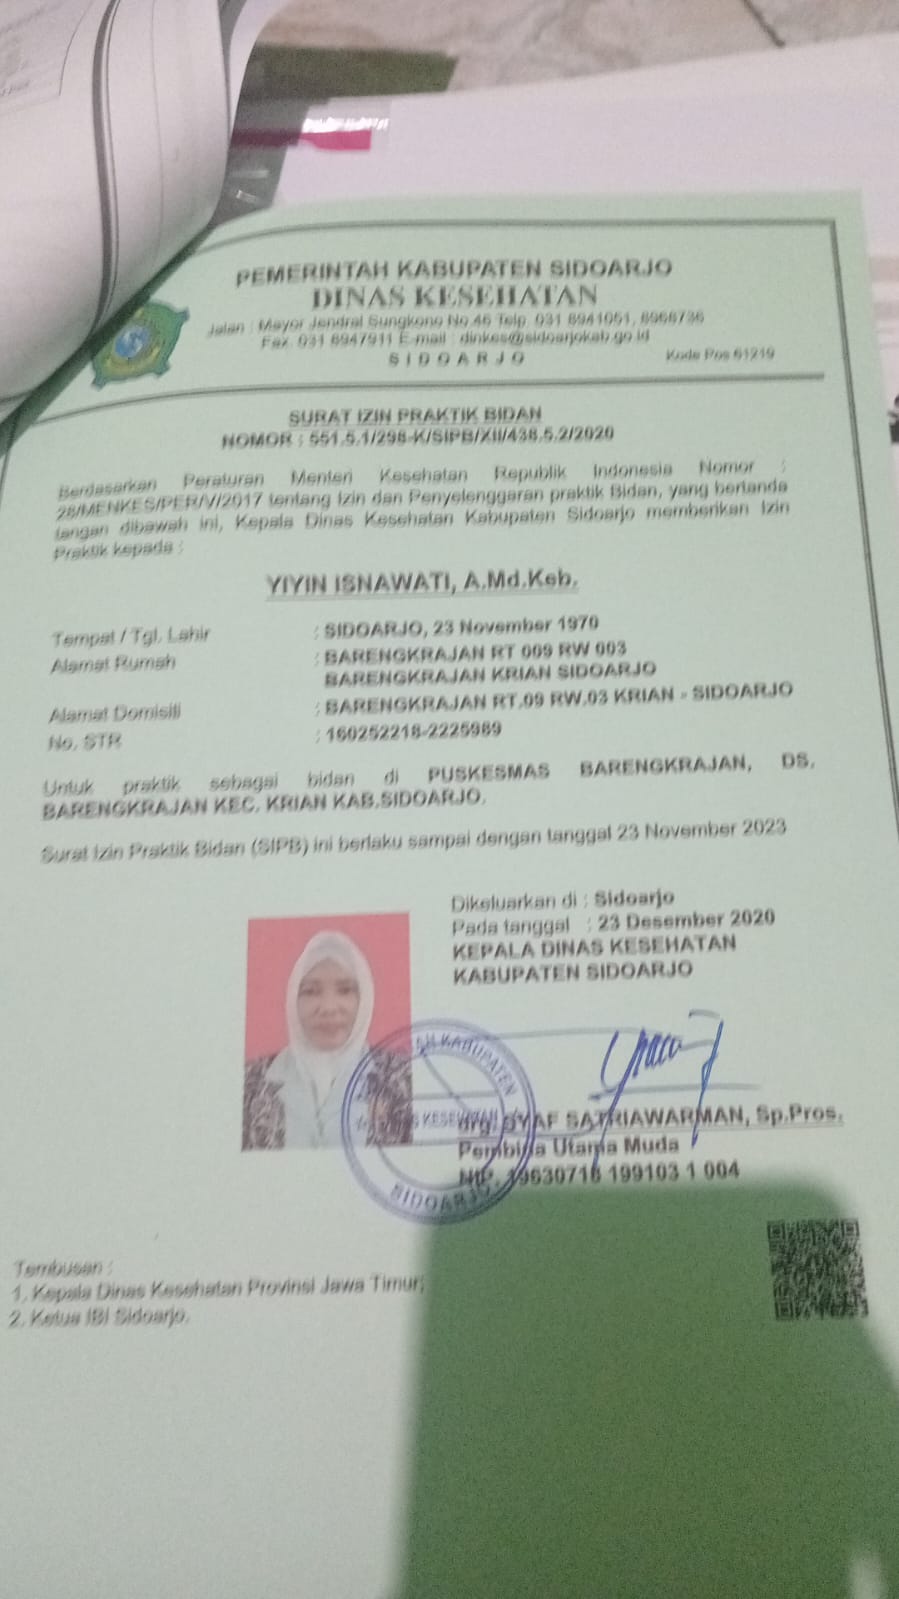 PEMERINTAH KABUPATEN SIDOARJO
DINAS KESEHATAN
Jalan : Mayor Jendral Sungkono No.46 Telp. 031 8941051, 8968736
Fax. 031 8947911 E-mail : dinkes@sidoarjokab.go.id
S I D O A R J O
Kode Pos 61219
SURAT IZIN PRAKTIK BIDAN
NOMOR : 551.5.1/298-K/SIPB/XII/438.5.2/2020
Berdasarkan Peraturan Menteri Kesehatan Republik Indonesia Nomor :
28/MENKES/PER/V/2017 tentang Izin dan Penyelenggaran praktik Bidan, yang bertanda
tangan dibawah ini, Kepala Dinas Kesehatan Kabupaten Sidoarjo memberikan Izin
Praktik kepada :
YIYIN ISNAWATI, A.Md.Keb.
Tempat / Tgl. Lahir : SIDOARJO, 23 November 1970
Alamat Rumah : BARENGKRAJAN RT 009 RW 003
BARENGKRAJAN KRIAN SIDOARJO
Alamat Domisili : BARENGKRAJAN RT.09 RW.03 KRIAN - SIDOARJO
No. STR : 160252218-2225989
Untuk praktik sebagai bidan di PUSKESMAS BARENGKRAJAN, DS.
BARENGKRAJAN KEC. KRIAN KAB.SIDOARJO.
Surat Izin Praktik Bidan (SIPB) ini berlaku sampai dengan tanggal 23 November 2023
Dikeluarkan di : Sidoarjo
Pada tanggal : 23 Desember 2020
KEPALA DINAS KESEHATAN
KABUPATEN SIDOARJO
KABUPATEN
KESEHATAN
SIDOARJO
drg. SYAF SATRIAWARMAN, Sp.Pros.
Pembina Utama Muda
NIP. 19630716 199103 1 004
Tembusan :
1. Kepala Dinas Kesehatan Provinsi Jawa Timur;
2. Ketua IBI Sidoarjo.